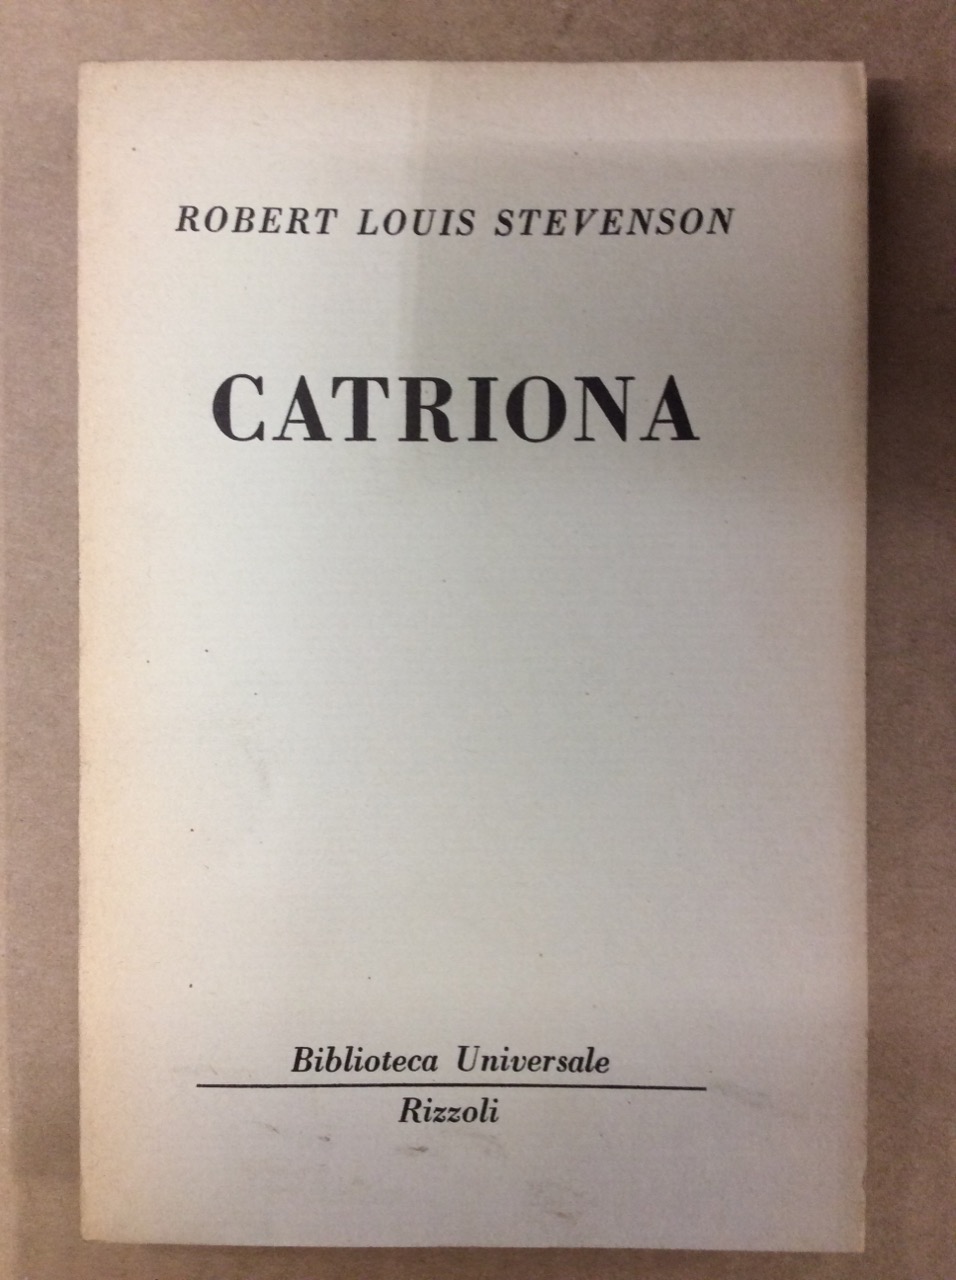 ROBERT LOUIS STEVENSON
CATRIONA
Biblioteca Universale
Rizzoli